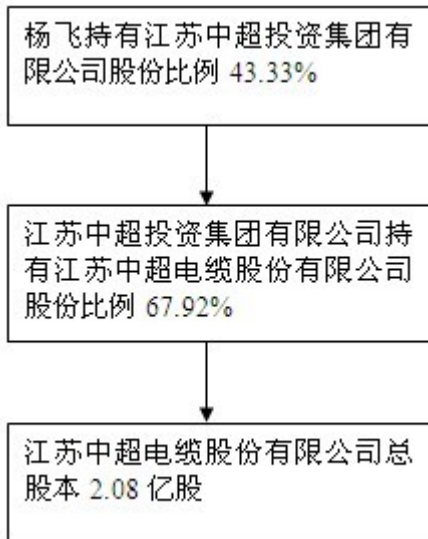 杨飞持有江苏中超投资集团有
限公司股份比例 43.33%
江苏中超投资集团有限公司持
有江苏中超电缆股份有限公司
股份比例 67.92%
江苏中超电缆股份有限公司总
股本 2.08 亿股